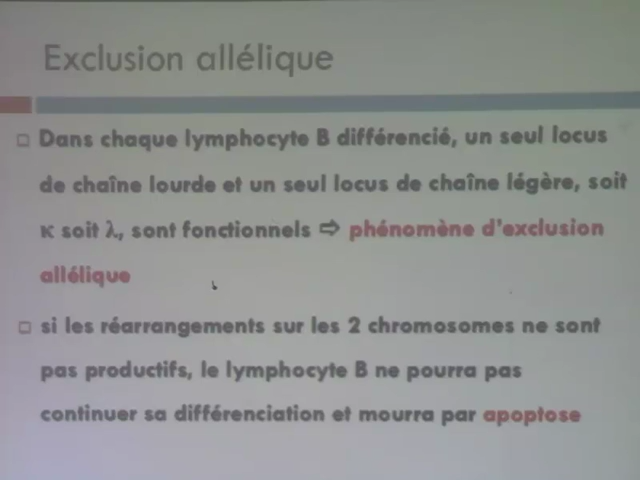 Exclusion allélique
Dans chaque lymphocyte B différencié, un seul locus
de chaîne lourde et un seul locus de chaîne légère, soit
κ soit λ, sont fonctionnels ⇨ phénomène d'exclusion
allélique
si les réarrangements sur les 2 chromosomes ne sont
pas productifs, le lymphocyte B ne pourra pas
continuer sa différenciation et mourra par apoptose